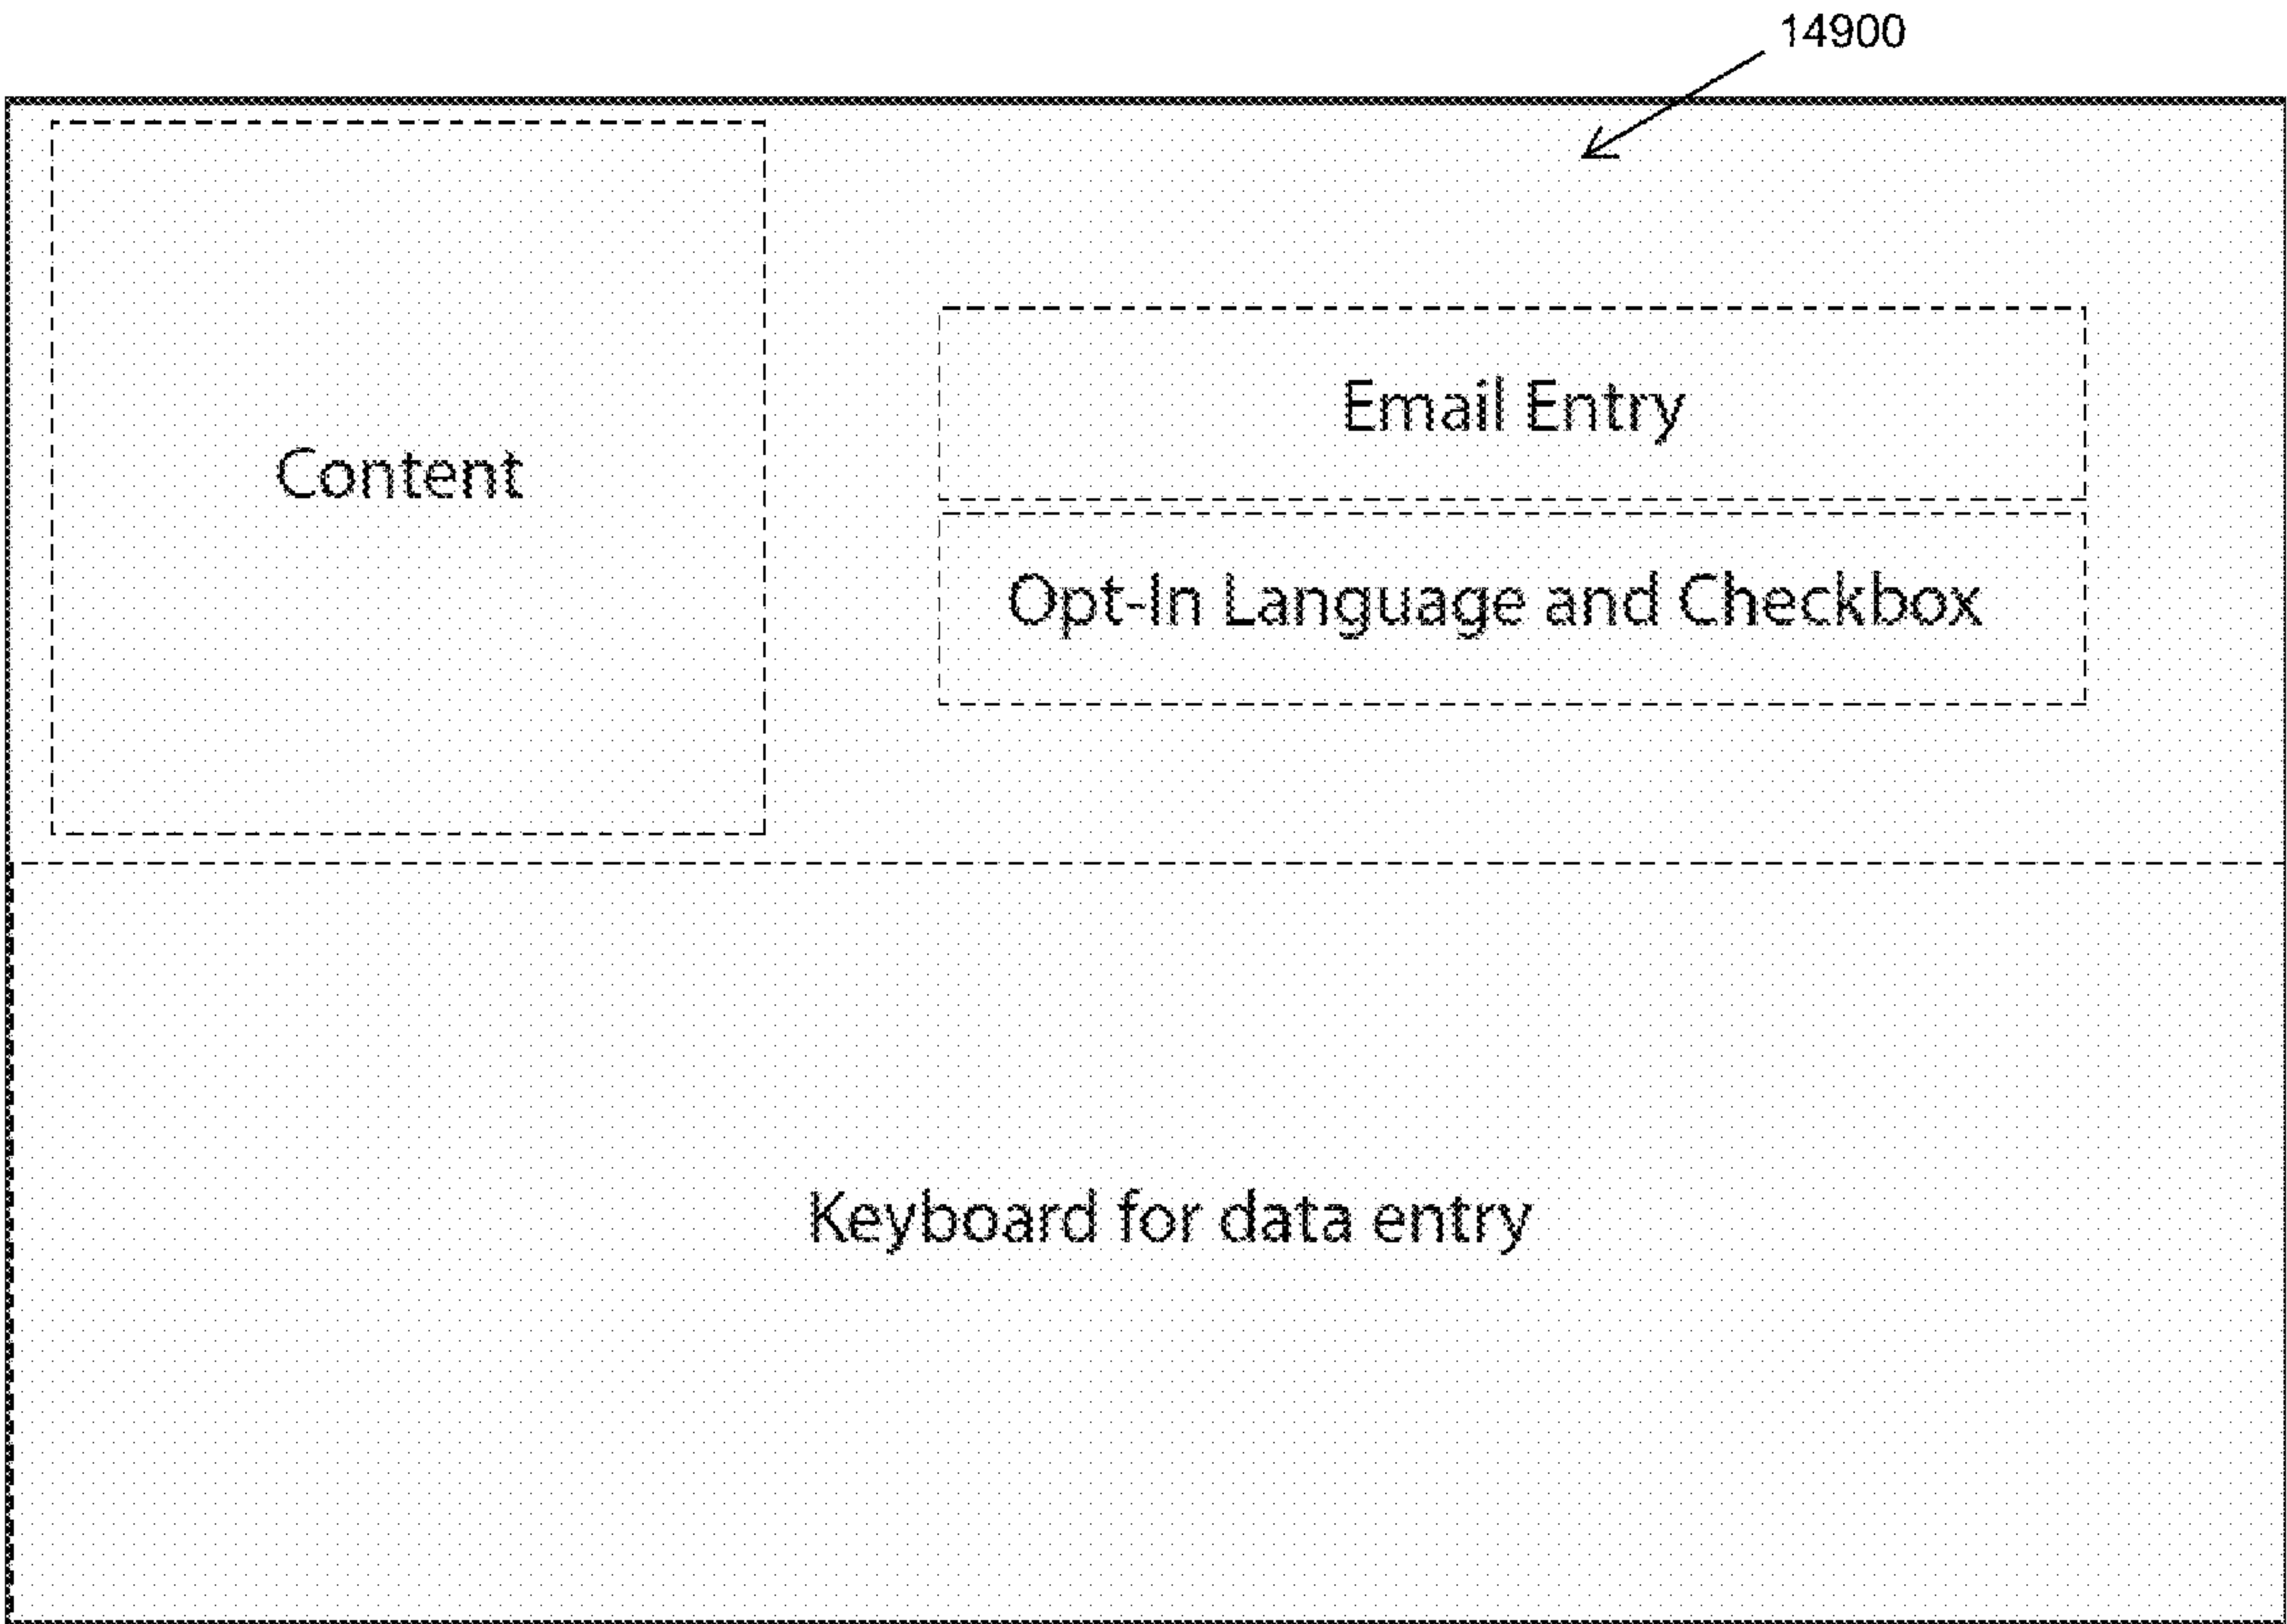 14900
Email Entry
Content
Opt-In Language and Checkbox
Keyboard for data entry